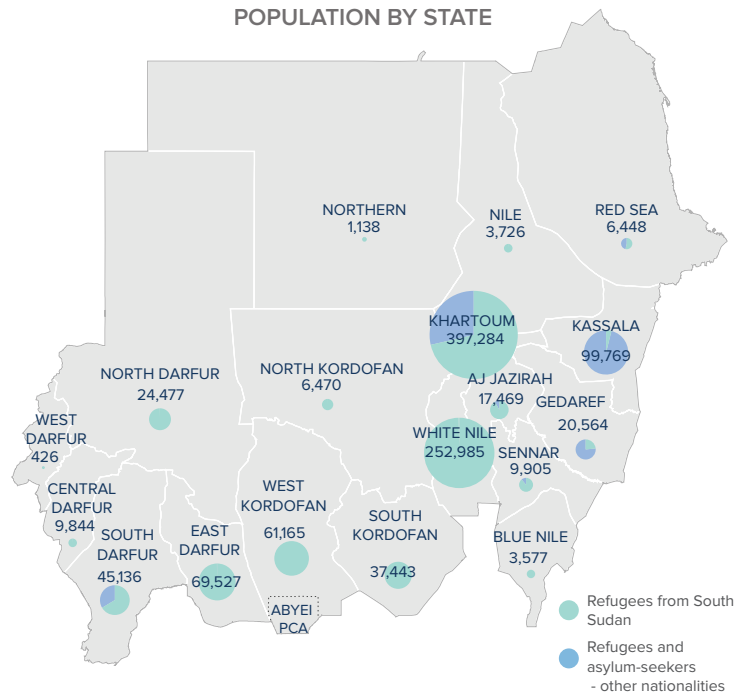 POPULATION BY STATE
NORTHERN
1,138
NILE
3,726
RED SEA
6,448
KHARTOUM
397,284
KASSALA
99,769
NORTH DARFUR
24,477
NORTH KORDOFAN
6,470
AJ JAZIRAH
17,469
GEDAREF
20,564
WEST
DARFUR
426
WHITE NILE
252,985
SENNAR
9,905
CENTRAL
DARFUR
9,844
SOUTH
DARFUR
45,136
EAST
DARFUR
69,527
WEST
KORDOFAN
61,165
SOUTH
KORDOFAN
37,443
BLUE NILE
3,577
ABYEI
PCA
Refugees from South
Sudan
Refugees and
asylum-seekers
- other nationalities